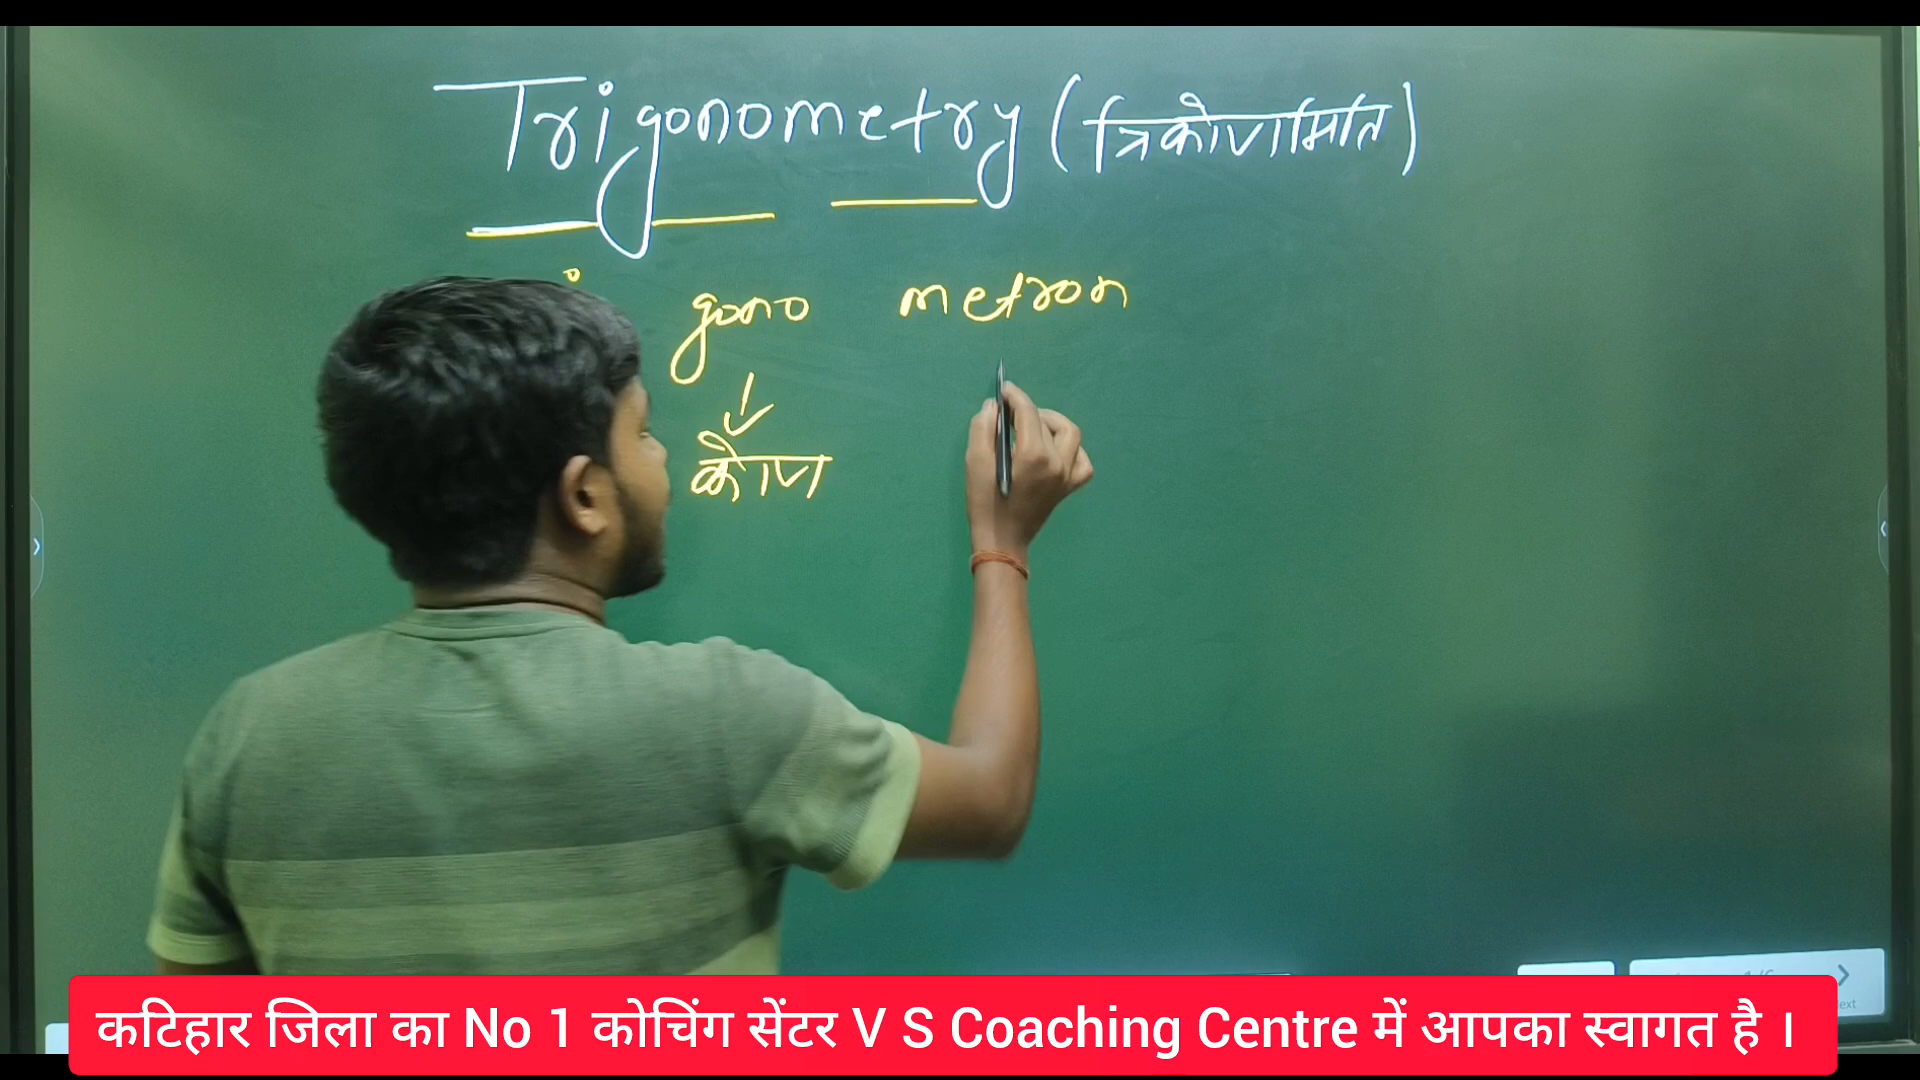 Trigonometry (त्रिकोणमिति)
gono metron
कोण
कटिहार जिला का No 1 कोचिंग सेंटर V S Coaching Centre में आपका स्वागत है ।